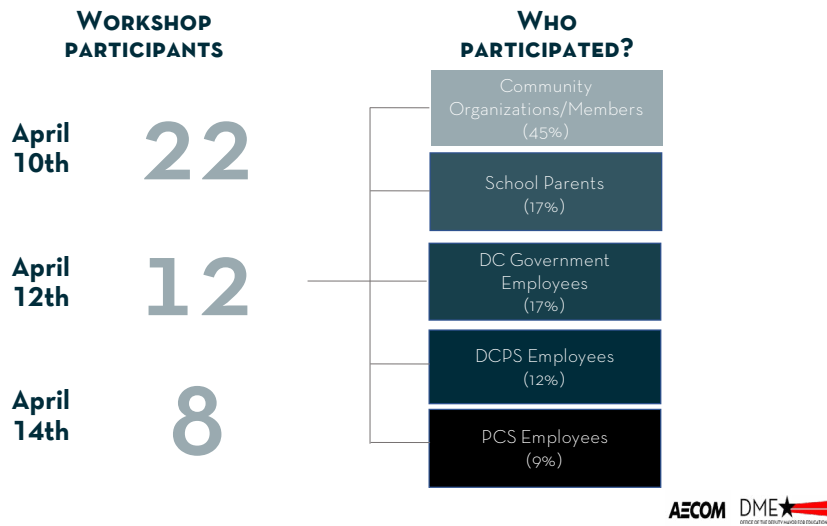 WORKSHOP
PARTICIPANTS
April
10th
22
April
12th
12
April
14th
8
WHO
PARTICIPATED?
Community
Organizations/Members
(45%)
School Parents
(17%)
DC Government
Employees
(17%)
DCPS Employees
(12%)
PCS Employees
(9%)
AECOM
DME
OFFICE OF THE DEPUTY MAYOR FOR EDUCATION